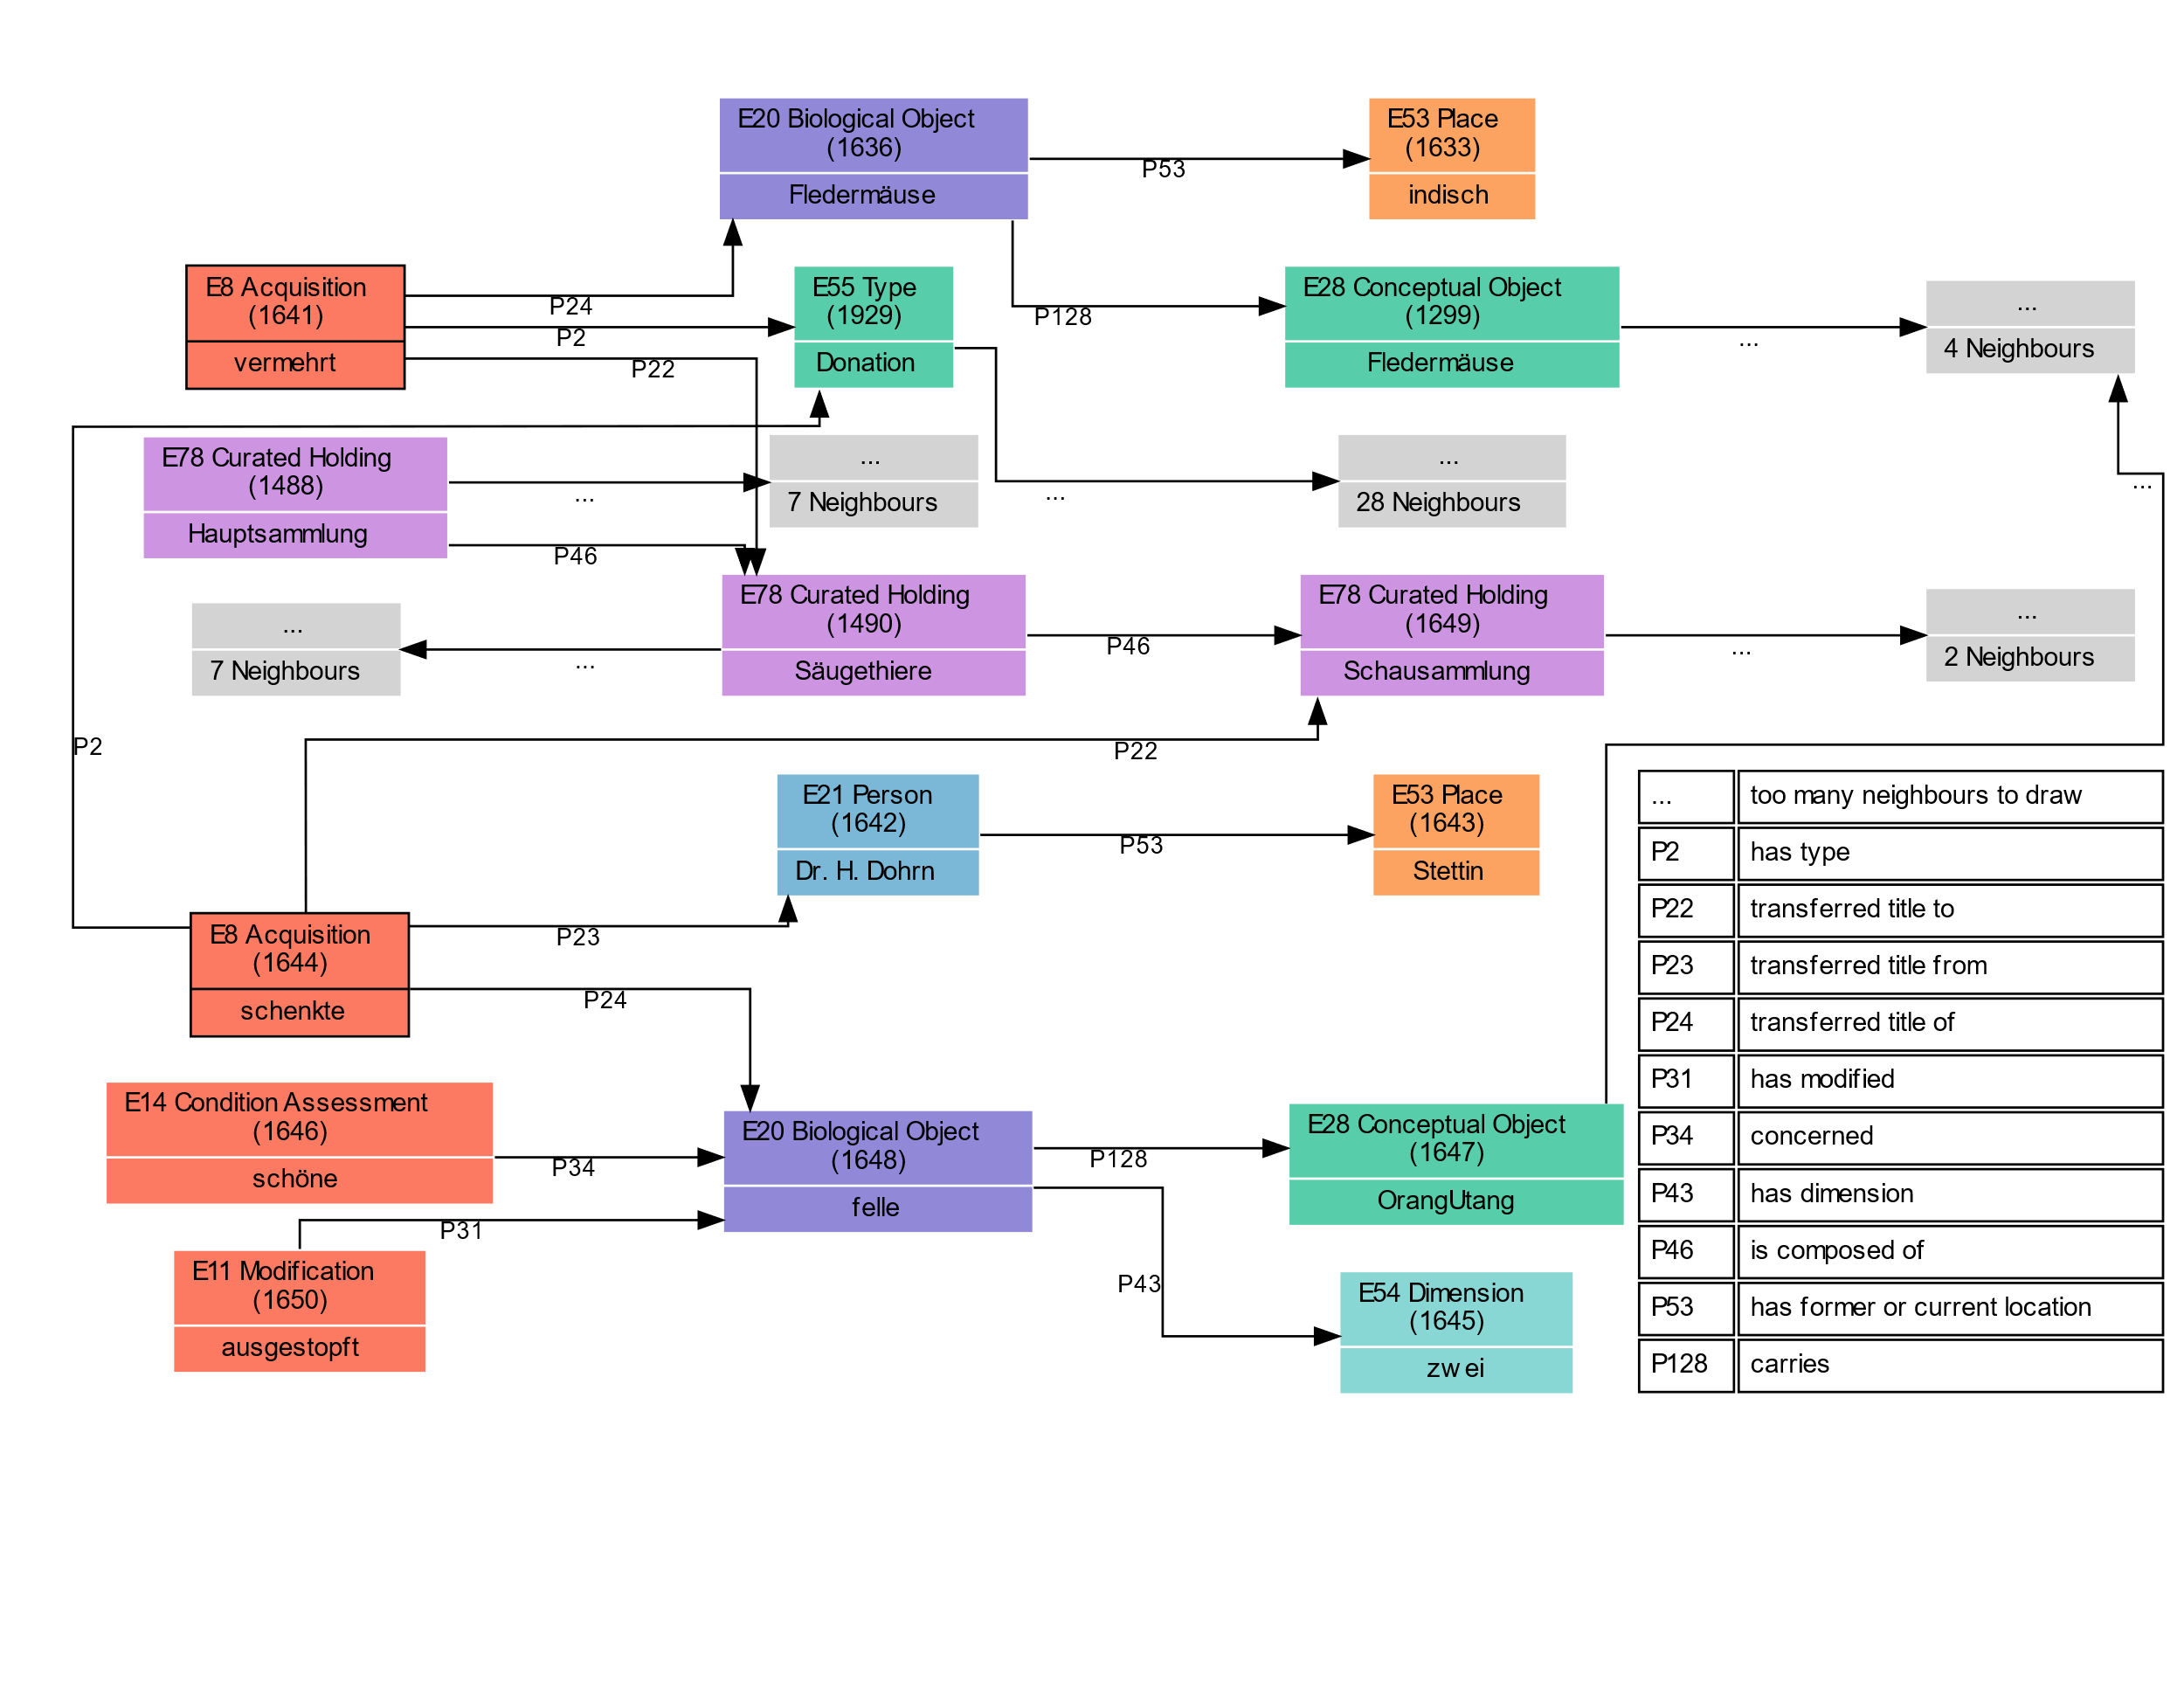 E20 Biological Object
(1636)
Fledermäuse
P53
E53 Place
(1633)
indisch
E8 Acquisition
(1641)
vermehrt
P24
P2
P22
E55 Type
(1929)
Donation
P128
E28 Conceptual Object
(1299)
Fledermäuse
...
...
4 Neighbours
E78 Curated Holding
(1488)
Hauptsammlung
...
P46
...
7 Neighbours
...
...
28 Neighbours
...
...
7 Neighbours
...
E78 Curated Holding
(1490)
Säugethiere
P46
E78 Curated Holding
(1649)
Schausammlung
...
...
2 Neighbours
P2
P22
E21 Person
(1642)
Dr. H. Dohrn
P53
E53 Place
(1643)
Stettin
E8 Acquisition
(1644)
schenkte
P23
P24
E14 Condition Assessment
(1646)
schöne
P34
P31
E20 Biological Object
(1648)
felle
P128
E28 Conceptual Object
(1647)
OrangUtang
E11 Modification
(1650)
ausgestopft
P43
E54 Dimension
(1645)
zwei
... too many neighbours to draw
P2 has type
P22 transferred title to
P23 transferred title from
P24 transferred title of
P31 has modified
P34 concerned
P43 has dimension
P46 is composed of
P53 has former or current location
P128 carries